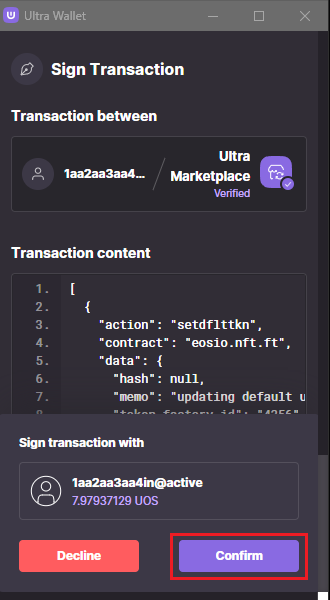 Ultra Wallet
Sign Transaction
Transaction between
1aa2aa3aa4...
Ultra
Marketplace
Verified
Transaction content
1. [
2. {
3. "action": "setdflttkn",
4. "contract": "eosio.nft.ft",
5. "data": {
6. "hash": null,
7. "memo": "updating default u
8. "token_factory_id": "4256"
Sign transaction with
1aa2aa3aa4in@active
7.97937129 UOS
Decline
Confirm